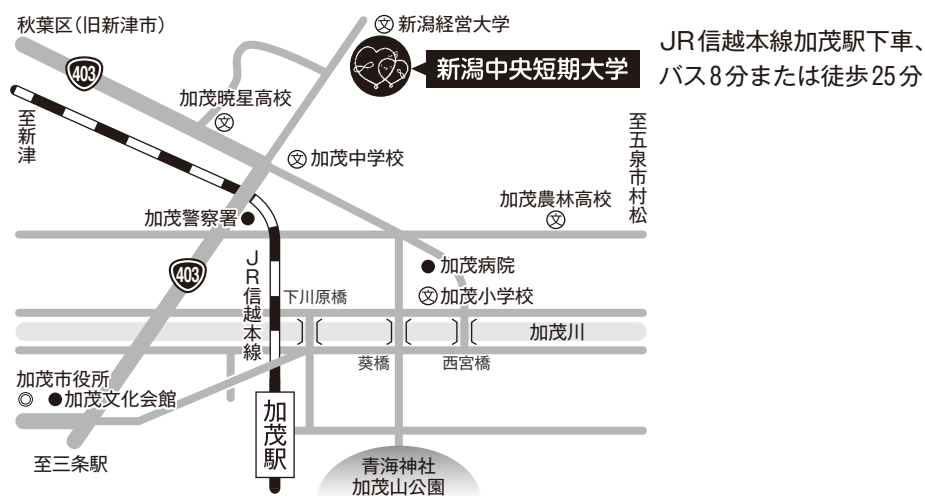 秋葉区(旧新津市)
新潟経営大学
403
新潟中央短期大学
JR信越本線加茂駅下車、
バス8分または徒歩25分
加茂暁星高校
文
文
至新津
文
加茂中学校
至五泉市村松
加茂農林高校
文
加茂警察署
加茂病院
403
JR信越本線
下川原橋
文
加茂小学校
加茂川
葵橋
西宮橋
加茂市役所
加茂文化会館
加茂駅
至三条駅
青海神社
加茂山公園